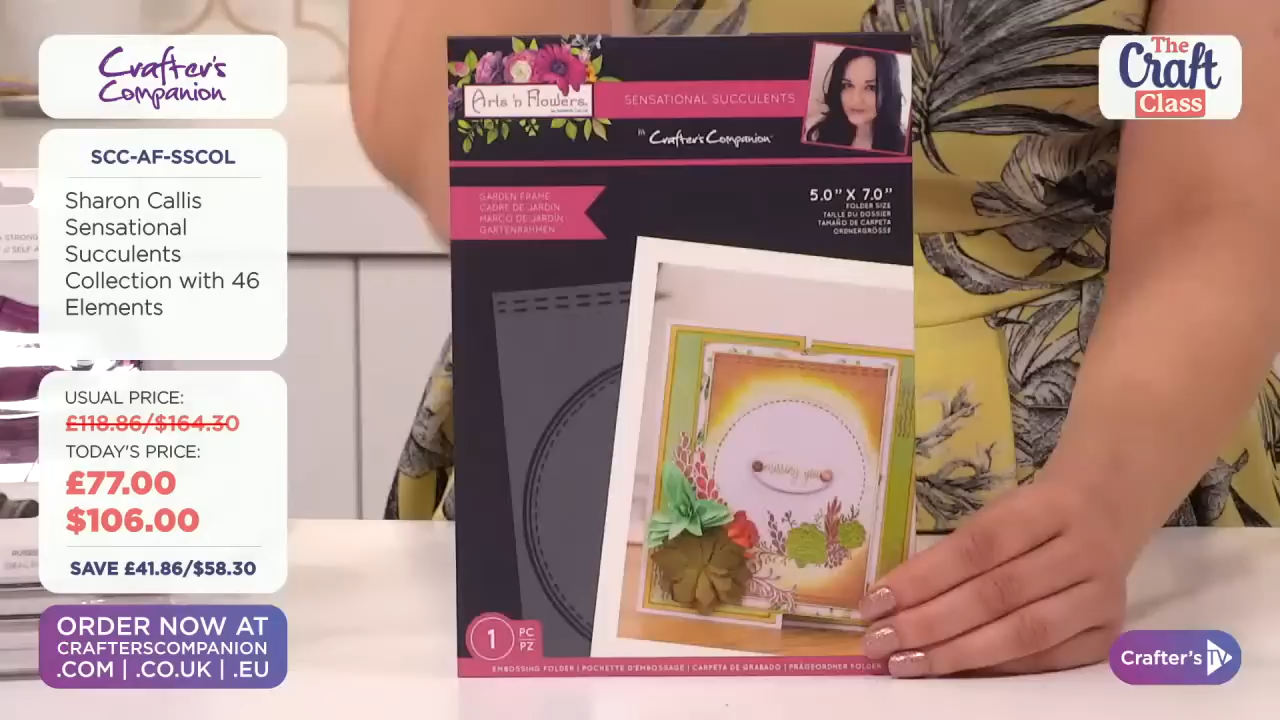 Crafter's
Companion
SCC-AF-SSCOL
Sharon Callis
Sensational
Succulents
Collection with 46
Elements
USUAL PRICE:
£118.86/$164.30
TODAY'S PRICE:
£77.00
$106.00
SAVE £41.86/$58.30
ORDER NOW AT
CRAFTERSCOMPANION
.COM | .CO.UK | .EU
Arts 'n Flowers.
SENSATIONAL SUCCULENTS
Crafter's Companion
GARDEN FRAME
CADRE DE JARDIN
MARCO DE JARDÍN
GARTENRAHMEN
5.0" X 7.0"
FOLDER SIZE
TAILLE DU DOSSIER
TAMAÑO DE CARPETA
ORDNERGRÖSSE
missing you
1 PC
PZ
EMBOSSING FOLDER | POCHETTE D'EMBOSSAGE | CARPETA DE GRABADO | PRÄGEORDNER FOLDER
The
Craft
Class
Crafter's TV